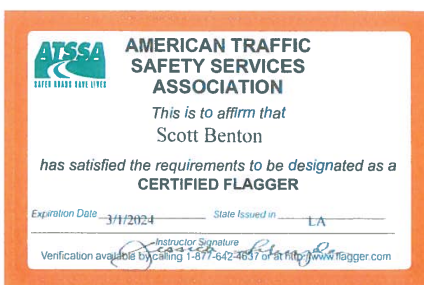 ATSSA
SAFER ROADS SAVE LIVES
AMERICAN TRAFFIC
SAFETY SERVICES
ASSOCIATION
This is to affirm that
Scott Benton
has satisfied the requirements to be designated as a
CERTIFIED FLAGGER
Expiration Date 3/1/2024 State Issued in LA
Instructor Signature
Jessica
Verification available by calling 1-877-642-4637 or at http://www.flagger.com